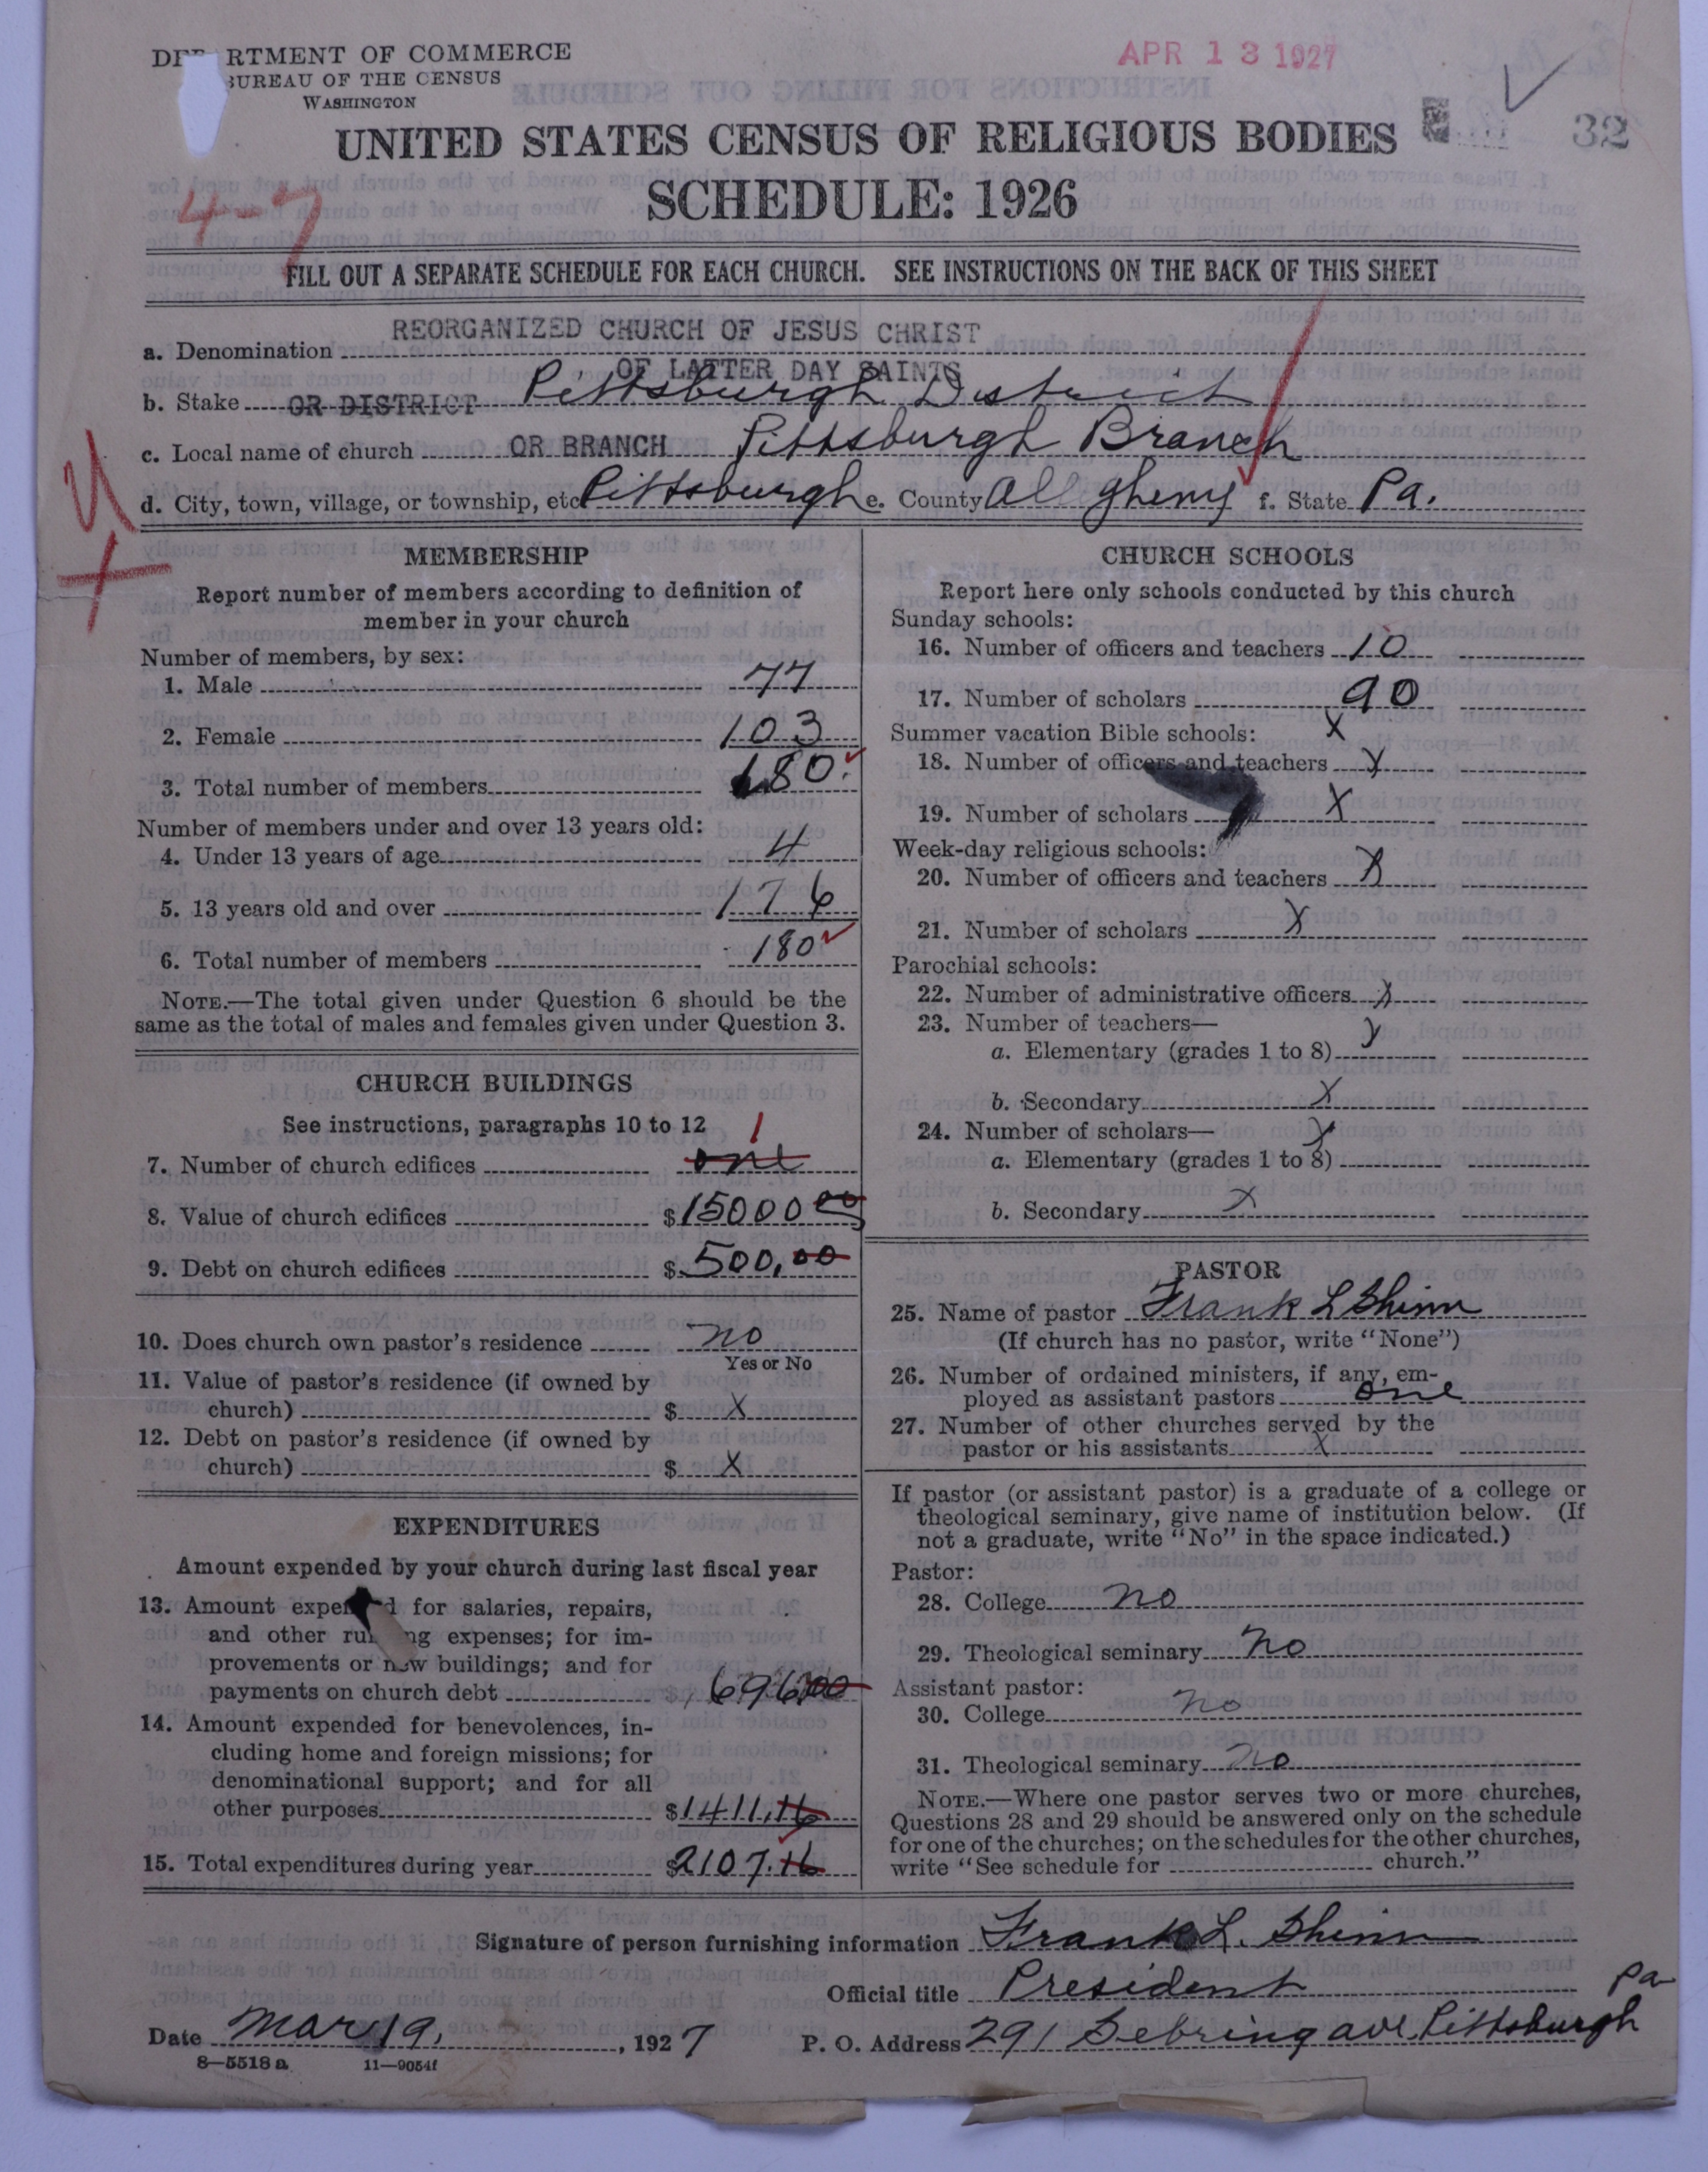 DE RTMENT OF COMMERCE
BUREAU OF THE CENSUS
WASHINGTON
APR 13 1927
32
UNITED STATES CENSUS OF RELIGIOUS BODIES
SCHEDULE: 1926
4-7
FILL OUT A SEPARATE SCHEDULE FOR EACH CHURCH. SEE INSTRUCTIONS ON THE BACK OF THIS SHEET
a. Denomination REORGANIZED CHURCH OF JESUS CHRIST
OF LATTER DAY SAINTS
b. Stake OR DISTRICT Pittsburgh District
c. Local name of church OR BRANCH Pittsburgh Branch
d. City, town, village, or township, etc Pittsburgh e. County Allegheny f. State Pa.
MEMBERSHIP
Report number of members according to definition of
member in your church
Number of members, by sex:
1. Male 77
2. Female 103
3. Total number of members 180.
Number of members under and over 13 years old:
4. Under 13 years of age 4
5. 13 years old and over 176
6. Total number of members 180
NOTE.—The total given under Question 6 should be the
same as the total of males and females given under Question 3.
CHURCH BUILDINGS
See instructions, paragraphs 10 to 12
1
7. Number of church edifices one
8. Value of church edifices $15000 00
9. Debt on church edifices $500.00
10. Does church own pastor's residence no
Yes or No
11. Value of pastor's residence (if owned by
church) $ X
12. Debt on pastor's residence (if owned by
church) $ X
EXPENDITURES
Amount expended by your church during last fiscal year
13. Amount expended for salaries, repairs,
and other running expenses; for im-
provements or new buildings; and for
payments on church debt $ 696.00
14. Amount expended for benevolences, in-
cluding home and foreign missions; for
denominational support; and for all
other purposes $1411.16
15. Total expenditures during year $2107.16
CHURCH SCHOOLS
Report here only schools conducted by this church
Sunday schools:
16. Number of officers and teachers 10
17. Number of scholars 90
Summer vacation Bible schools: X
18. Number of officers and teachers X
19. Number of scholars X
Week-day religious schools:
20. Number of officers and teachers X
21. Number of scholars X
Parochial schools:
22. Number of administrative officers X
23. Number of teachers—
a. Elementary (grades 1 to 8) X
b. Secondary X
24. Number of scholars—
a. Elementary (grades 1 to 8) X
b. Secondary X
PASTOR
25. Name of pastor Frank L Shinn
(If church has no pastor, write "None")
26. Number of ordained ministers, if any, em-
ployed as assistant pastors one
27. Number of other churches served by the
pastor or his assistants X
If pastor (or assistant pastor) is a graduate of a college or
theological seminary, give name of institution below. (If
not a graduate, write "No" in the space indicated.)
Pastor:
28. College no
29. Theological seminary no
Assistant pastor:
30. College no
31. Theological seminary no
NOTE.—Where one pastor serves two or more churches,
Questions 28 and 29 should be answered only on the schedule
for one of the churches; on the schedules for the other churches,
write "See schedule for church."
Signature of person furnishing information Frank L. Shinn
Official title President
Date Mar 19, 1927 P. O. Address 291 Sebring ave. Pittsburgh Pa
8—5518 a 11—9054f